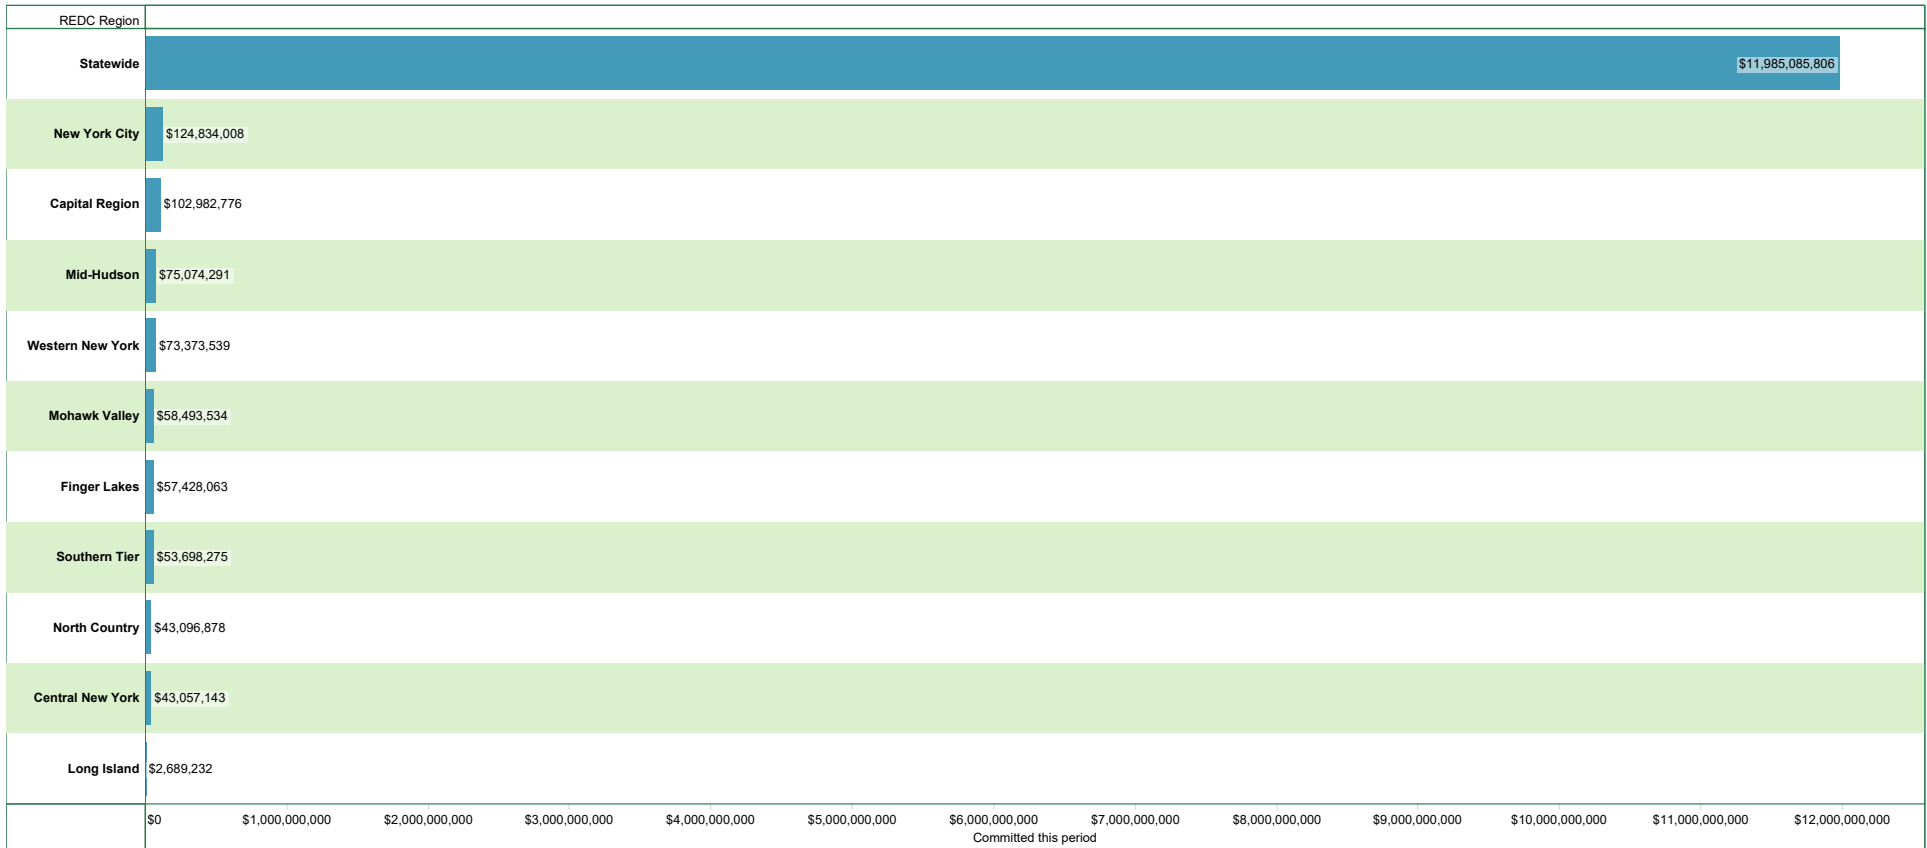 REDC Region
Statewide $11,985,085,806
New York City $124,834,008
Capital Region $102,982,776
Mid-Hudson $75,074,291
Western New York $73,373,539
Mohawk Valley $58,493,534
Finger Lakes $57,428,063
Southern Tier $53,698,275
North Country $43,096,878
Central New York $43,057,143
Long Island $2,689,232
$0 $1,000,000,000 $2,000,000,000 $3,000,000,000 $4,000,000,000 $5,000,000,000 $6,000,000,000 $7,000,000,000 $8,000,000,000 $9,000,000,000 $10,000,000,000 $11,000,000,000 $12,000,000,000
Committed this period